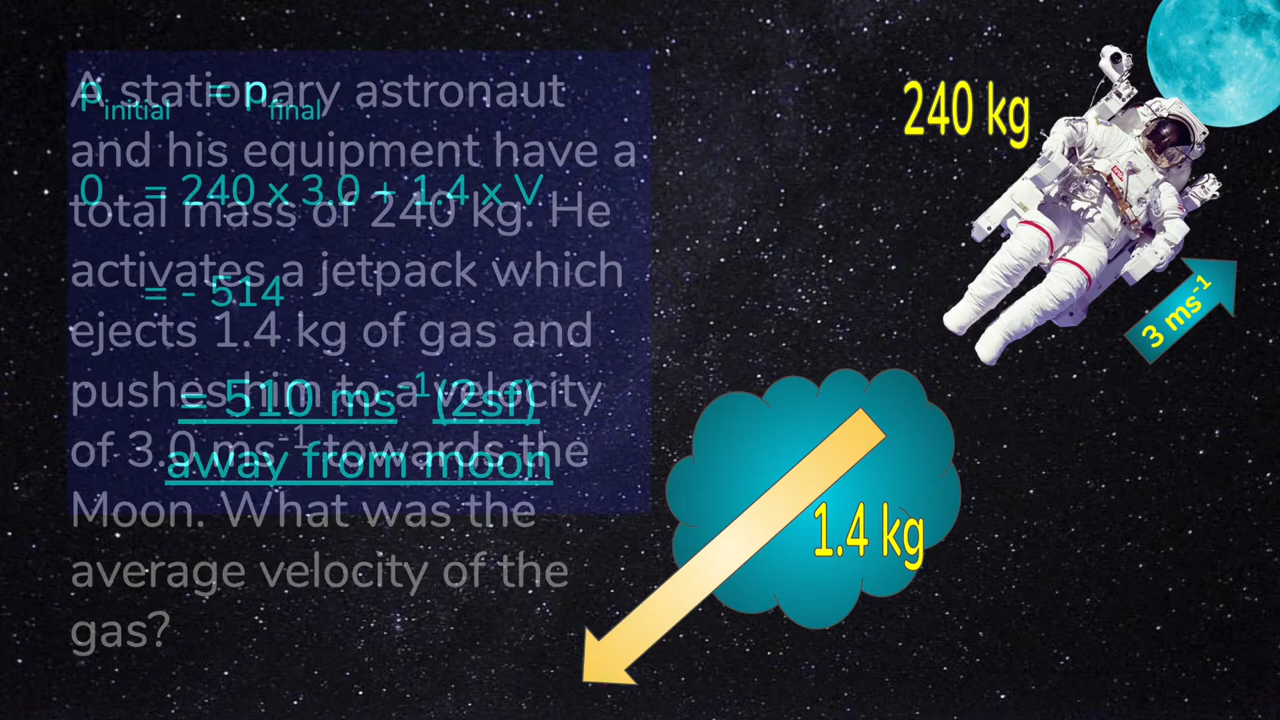 A stationary astronaut
and his equipment have a
total mass of 240 kg. He
activates a jetpack which
ejects 1.4 kg of gas and
pushes him to a velocity
of 3.0 ms⁻¹ towards the
Moon. What was the
average velocity of the
gas?
p initial = p final
0 = 240 x 3.0 + 1.4 x V
= - 514
= 510 ms⁻¹ (2sf)
away from moon
240 kg
3 ms⁻¹
1.4 kg